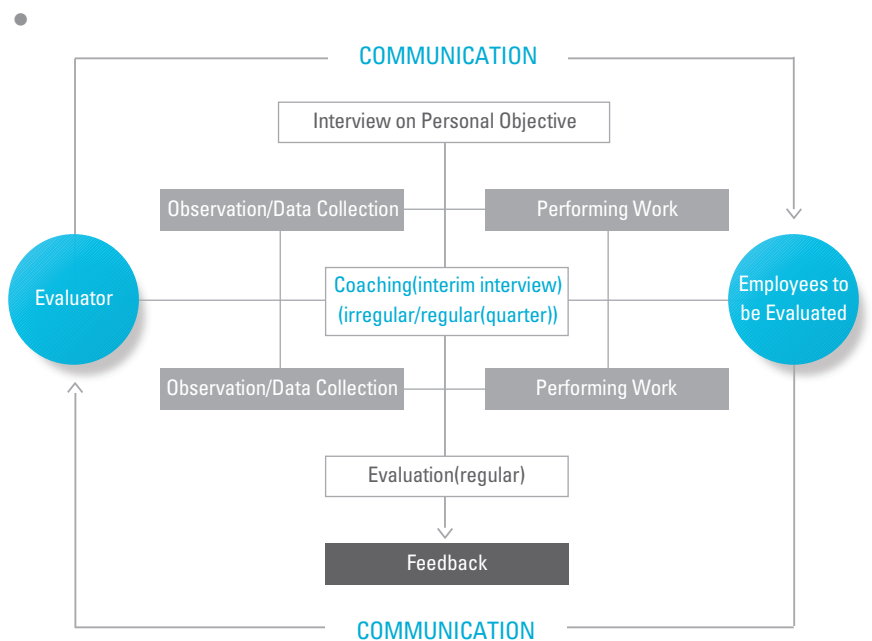 COMMUNICATION
Interview on Personal Objective
Observation/Data Collection
Performing Work
Evaluator
Coaching(interim interview)
(irregular/regular(quarter))
Employees to
be Evaluated
Observation/Data Collection
Performing Work
Evaluation(regular)
Feedback
COMMUNICATION